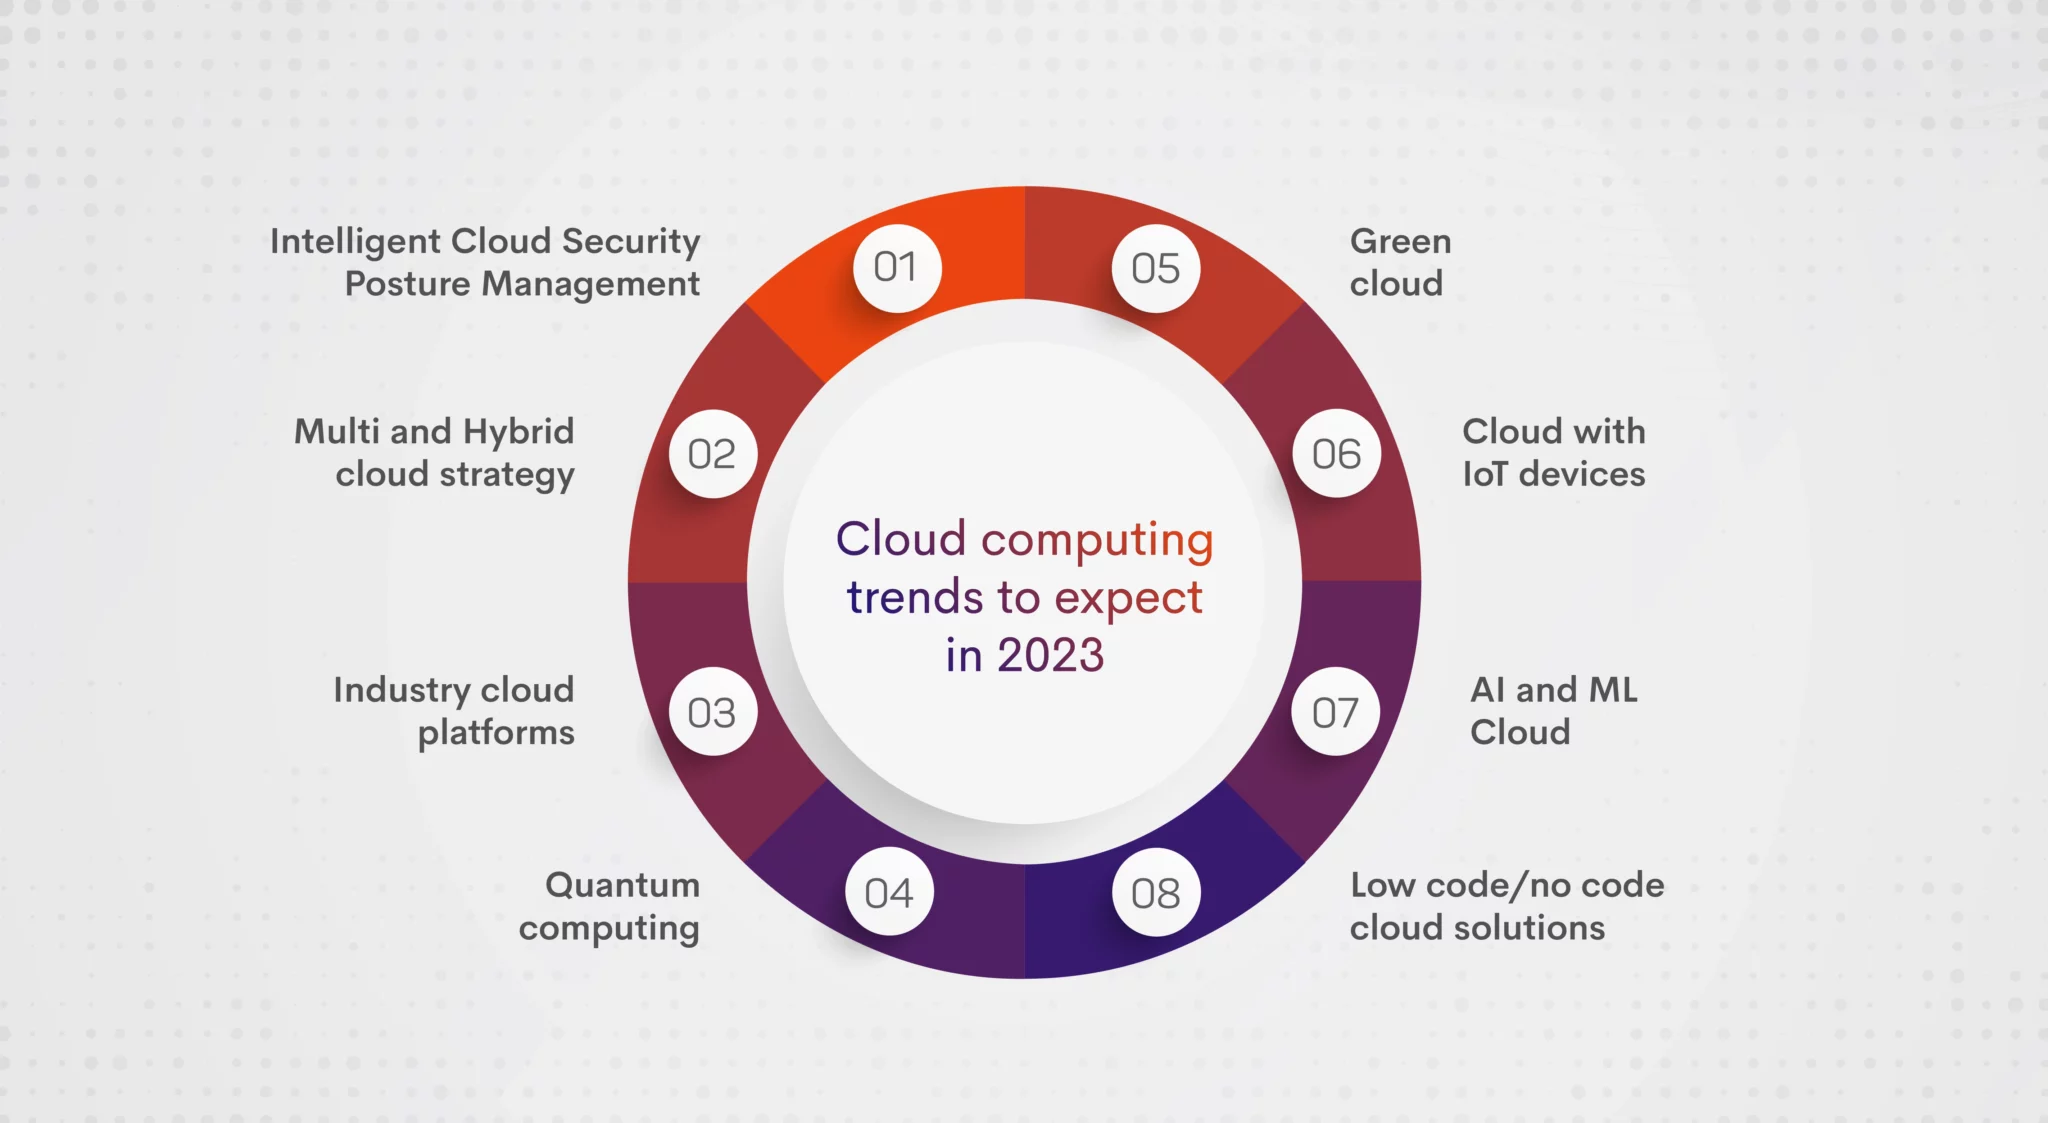 Cloud computing
trends to expect
in 2023
01
Intelligent Cloud Security
Posture Management
02
Multi and Hybrid
cloud strategy
03
Industry cloud
platforms
04
Quantum
computing
05
Green
cloud
06
Cloud with
IoT devices
07
AI and ML
Cloud
08
Low code/no code
cloud solutions